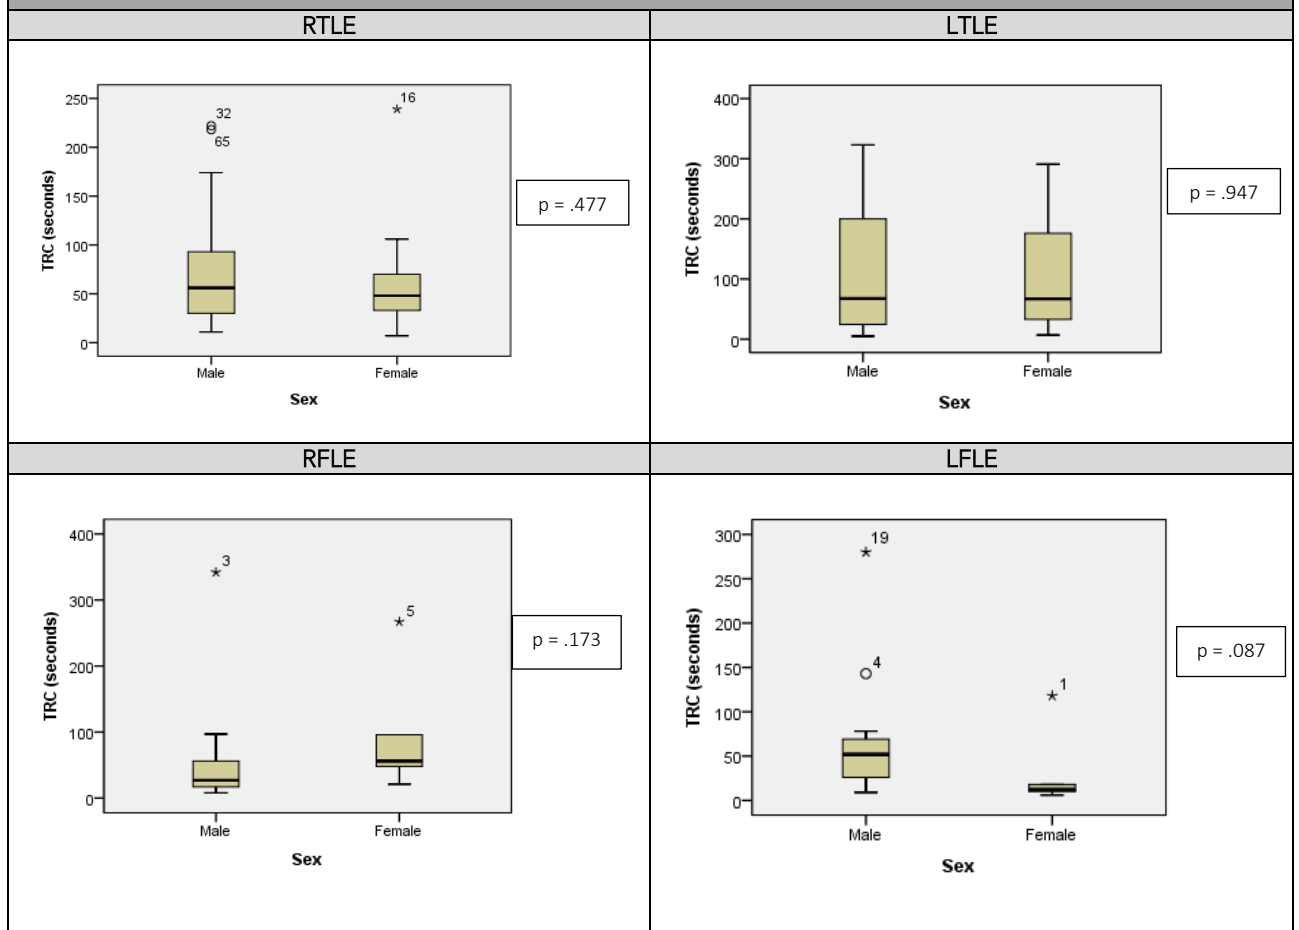 RTLE
LTLE
250
200
150
100
50
0
TRC (seconds)
32
65
16
Male
Female
Sex
p = .477
400
300
200
100
0
TRC (seconds)
Male
Female
Sex
p = .947
RFLE
LFLE
400
300
200
100
0
TRC (seconds)
3
5
Male
Female
Sex
p = .173
300
250
200
150
100
50
0
TRC (seconds)
19
4
1
Male
Female
Sex
p = .087